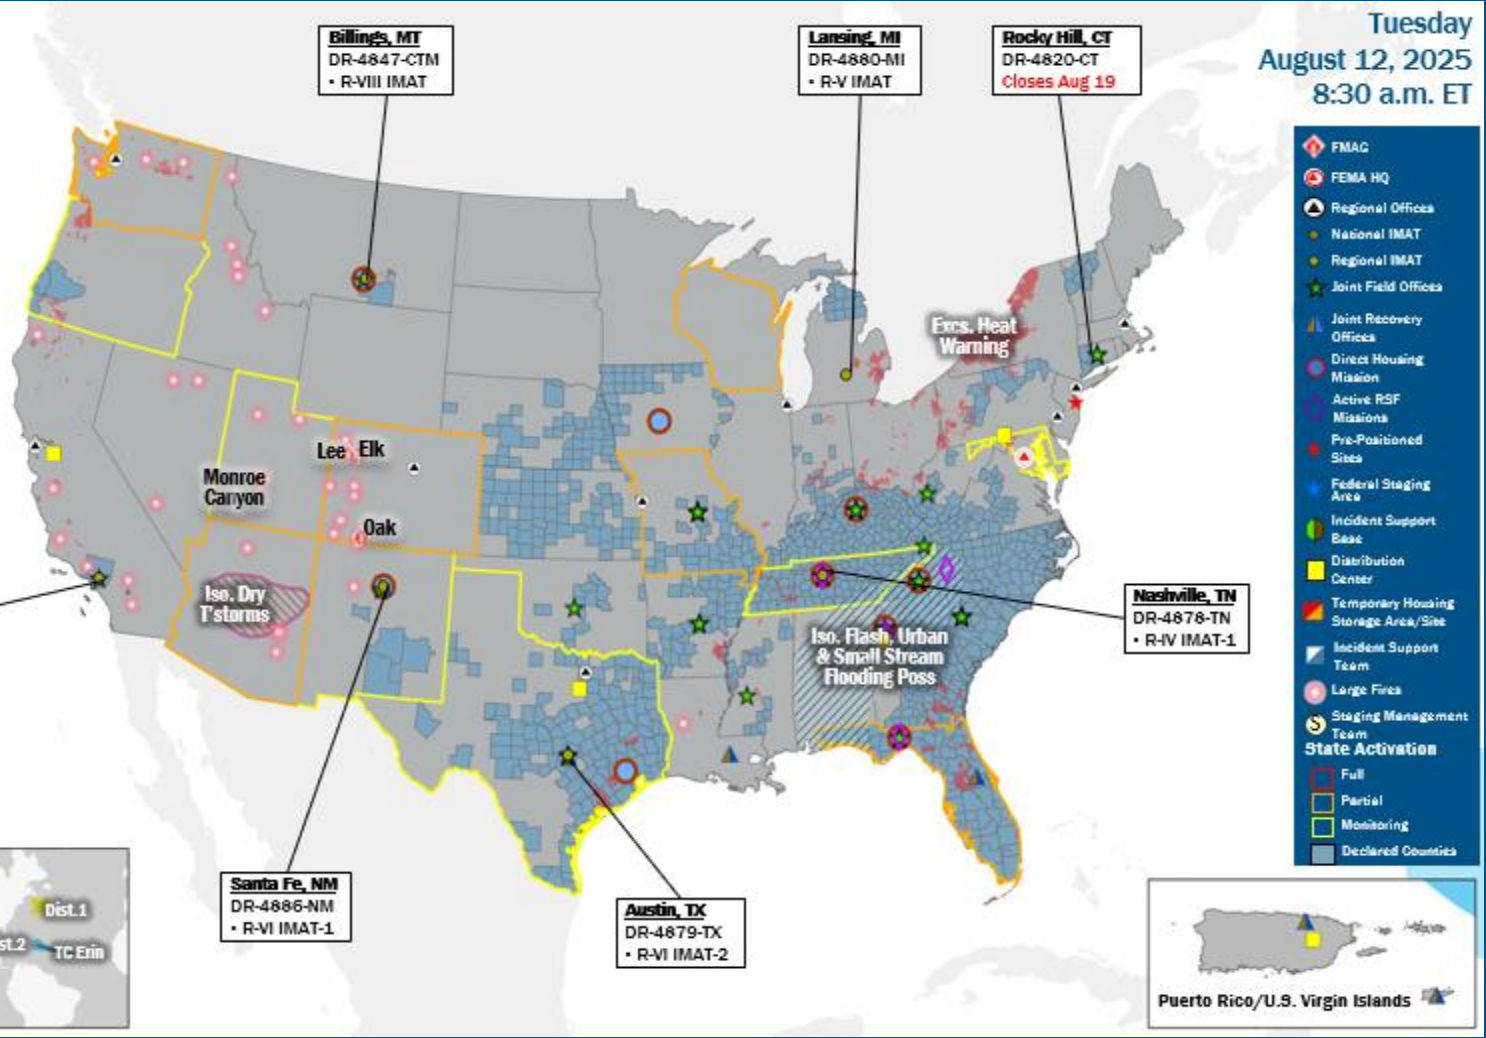 Tuesday
August 12, 2025
8:30 a.m. ET
Billings, MT
DR-4847-CTM
• R-VIII IMAT
Lansing, MI
DR-4880-MI
• R-V IMAT
Rocky Hill, CT
DR-4820-CT
Closes Aug 19
FMAG
FEMA HQ
Regional Offices
National IMAT
Regional IMAT
Joint Field Offices
Joint Recovery
Offices
Direct Housing
Mission
Active RSF
Missions
Pre-Positioned
Sites
Federal Staging
Area
Incident Support
Base
Distribution
Center
Temporary Housing
Storage Area/Site
Incident Support
Team
Large Fires
S
Staging Management
Team
State Activation
Full
Partial
Monitoring
Declared Counties
Excs. Heat
Warning
Lee
Elk
Monroe
Canyon
Oak
Iso. Dry
T'storms
Iso. Flash, Urban
& Small Stream
Flooding Poss
Nashville, TN
DR-4878-TN
• R-IV IMAT-1
Santa Fe, NM
DR-4886-NM
• R-VI IMAT-1
Austin, TX
DR-4879-TX
• R-VI IMAT-2
Dist.1
st.2
TC Erin
Puerto Rico/U.S. Virgin Islands